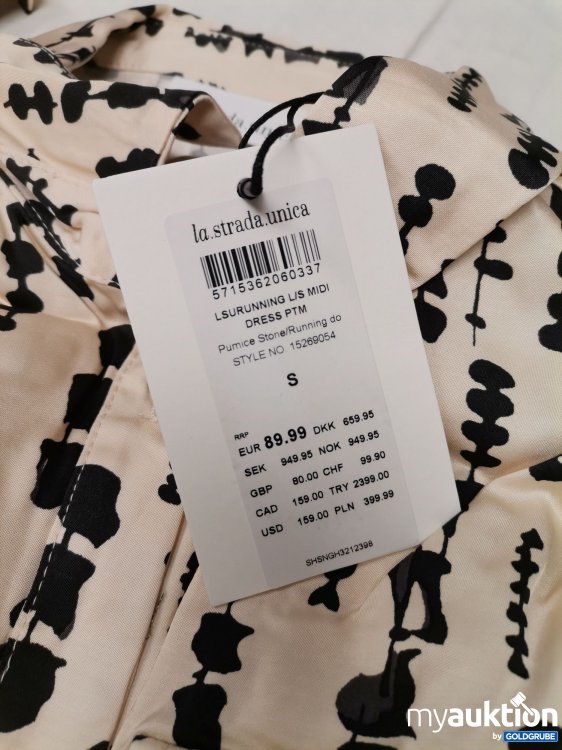 la.strada.unica
5715362060337
LSURUNNING L/S MIDI
DRESS PTM
Pumice Stone/Running do
STYLE NO. 15269054
S
RRP
EUR 89.99 DKK 659.95
SEK 949.95 NOK 949.95
GBP 80.00 CHF 99.90
CAD 159.00 TRY 2399.00
USD 159.00 PLN 399.99
SHSNGH3212398
myauktion
by GOLDGRUBE